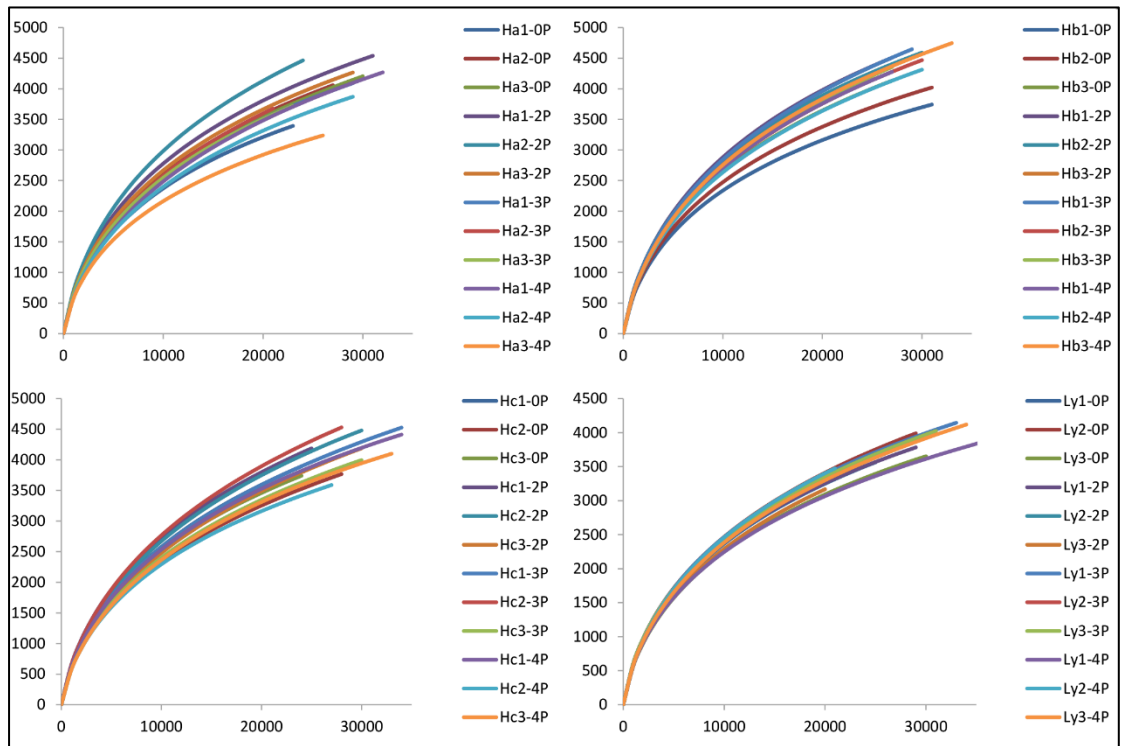 5000
4500
4000
3500
3000
2500
2000
1500
1000
500
0
0 10000 20000 30000
Ha1-0P
Ha2-0P
Ha3-0P
Ha1-2P
Ha2-2P
Ha3-2P
Ha1-3P
Ha2-3P
Ha3-3P
Ha1-4P
Ha2-4P
Ha3-4P
5000
4500
4000
3500
3000
2500
2000
1500
1000
500
0
0 10000 20000 30000
Hb1-0P
Hb2-0P
Hb3-0P
Hb1-2P
Hb2-2P
Hb3-2P
Hb1-3P
Hb2-3P
Hb3-3P
Hb1-4P
Hb2-4P
Hb3-4P
5000
4500
4000
3500
3000
2500
2000
1500
1000
500
0
0 10000 20000 30000
Hc1-0P
Hc2-0P
Hc3-0P
Hc1-2P
Hc2-2P
Hc3-2P
Hc1-3P
Hc2-3P
Hc3-3P
Hc1-4P
Hc2-4P
Hc3-4P
4500
4000
3500
3000
2500
2000
1500
1000
500
0
0 10000 20000 30000
Ly1-0P
Ly2-0P
Ly3-0P
Ly1-2P
Ly2-2P
Ly3-2P
Ly1-3P
Ly2-3P
Ly3-3P
Ly1-4P
Ly2-4P
Ly3-4P